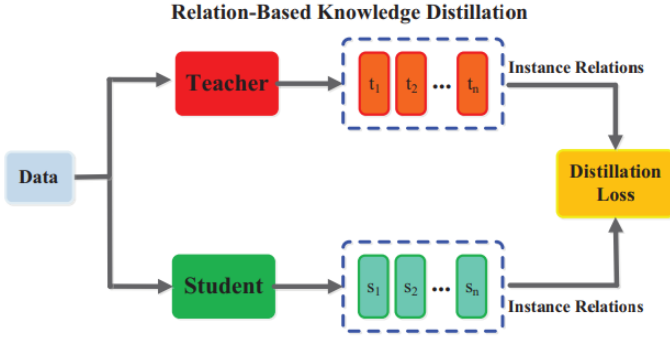 Relation-Based Knowledge Distillation
Teacher
t₁ t₂ ... tₙ
Instance Relations
Data
Distillation
Loss
Student
s₁ s₂ ... sₙ
Instance Relations